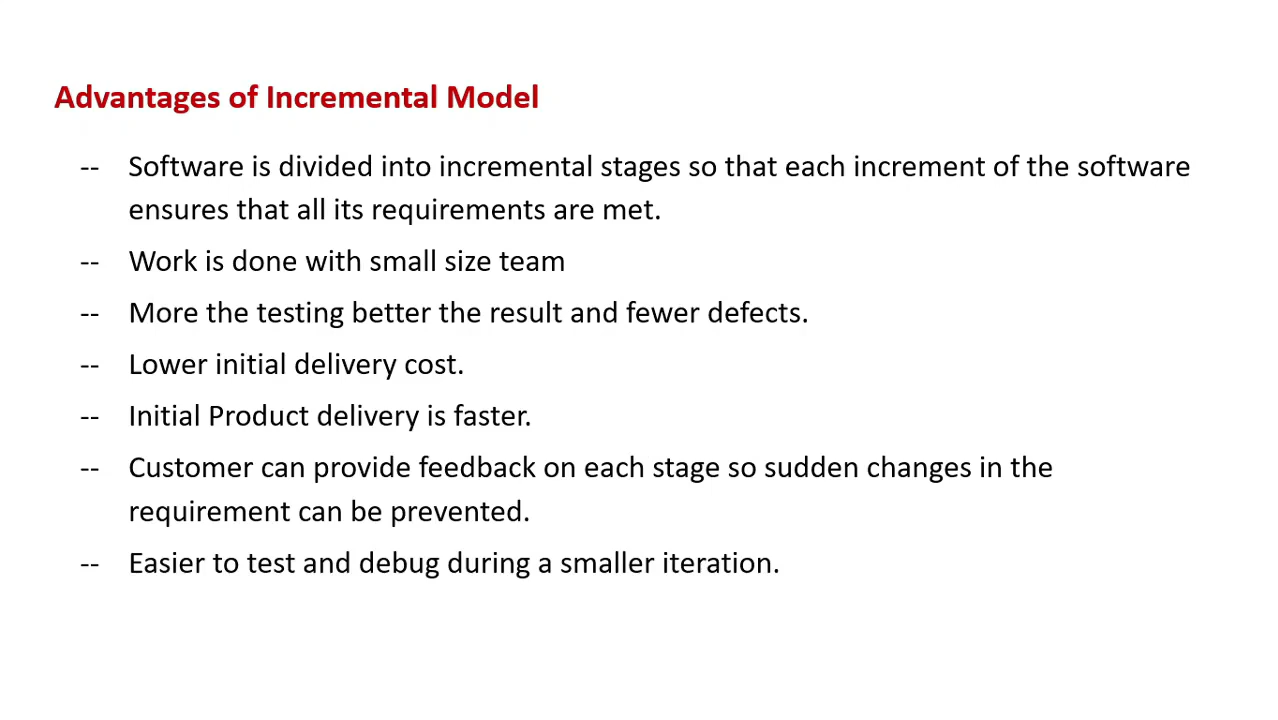 Advantages of Incremental Model
-- Software is divided into incremental stages so that each increment of the software
ensures that all its requirements are met.
-- Work is done with small size team
-- More the testing better the result and fewer defects.
-- Lower initial delivery cost.
-- Initial Product delivery is faster.
-- Customer can provide feedback on each stage so sudden changes in the
requirement can be prevented.
-- Easier to test and debug during a smaller iteration.